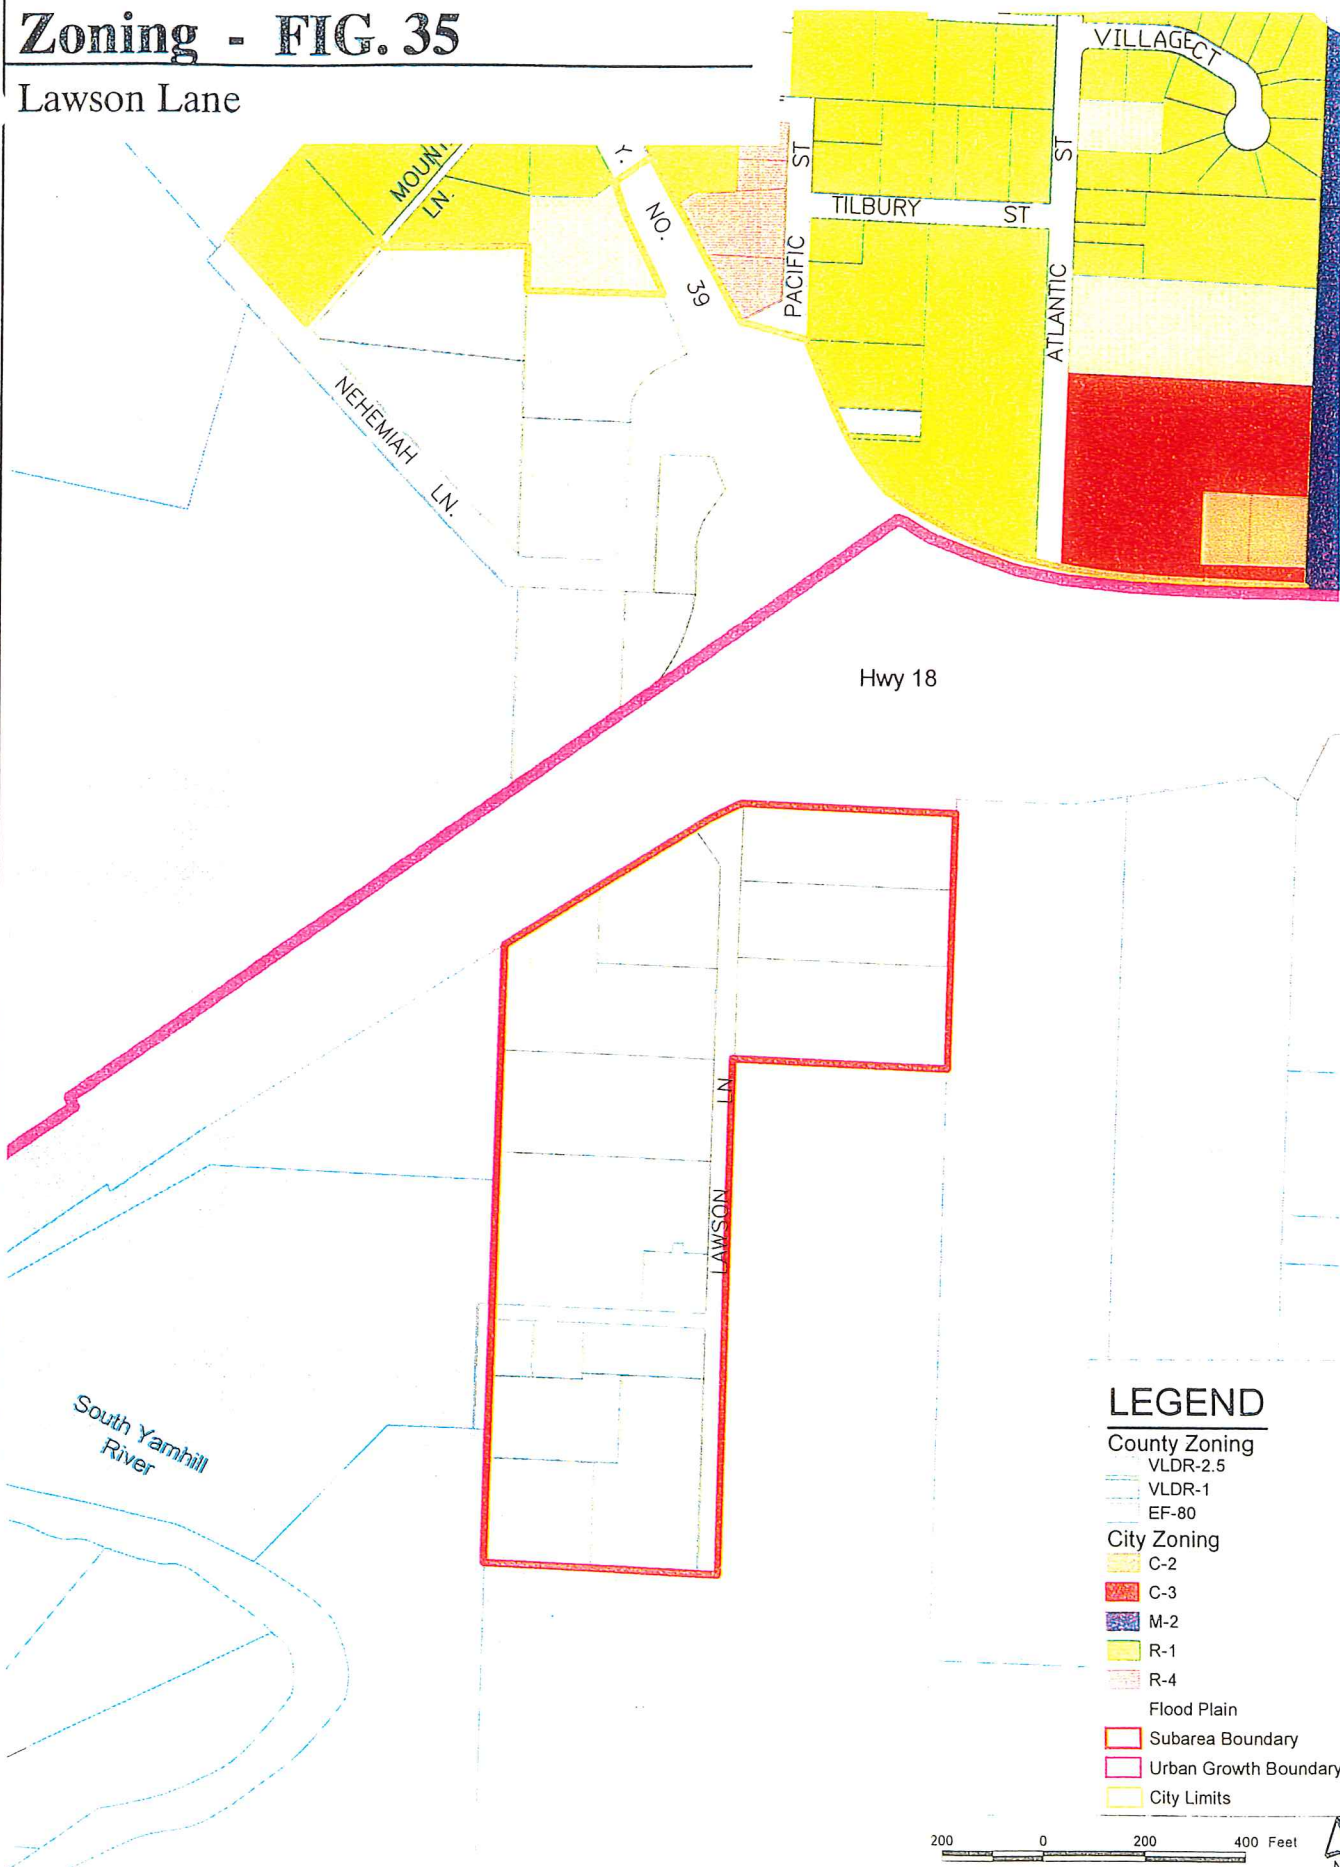 Zoning - FIG. 35
Lawson Lane
VILLAGE CT
MOUNT
LN.
Y.
NO.
39
ST
PACIFIC
TILBURY ST
ST
ATLANTIC
NEHEMIAH
LN.
Hwy 18
LN
LAWSON
South Yamhill
River
LEGEND
County Zoning
VLDR-2.5
VLDR-1
EF-80
City Zoning
C-2
C-3
M-2
R-1
R-4
Flood Plain
Subarea Boundary
Urban Growth Boundary
City Limits
200 0 200 400 Feet